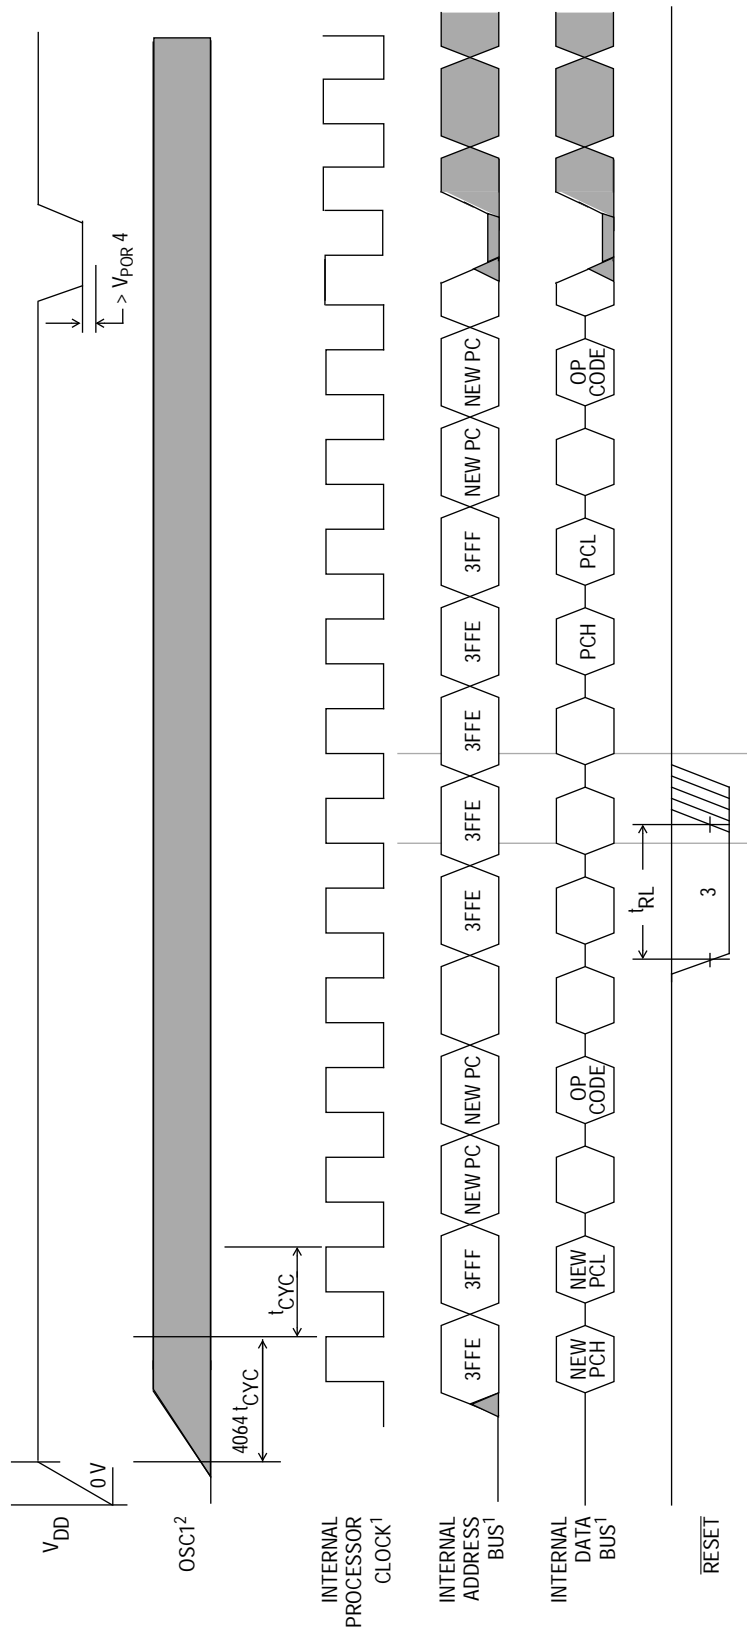 V_DD
0 V
> V_POR 4
OSC1²
4064 t_CYC
t_CYC
INTERNAL
PROCESSOR
CLOCK¹
INTERNAL
ADDRESS
BUS¹
3FFE
3FFF
NEW PC
NEW PC
3FFE
3FFE
3FFE
3FFE
3FFF
NEW PC
NEW PC
INTERNAL
DATA
BUS¹
NEW
PCH
NEW
PCL
OP
CODE
PCH
PCL
OP
CODE
RESET
t_RL
3